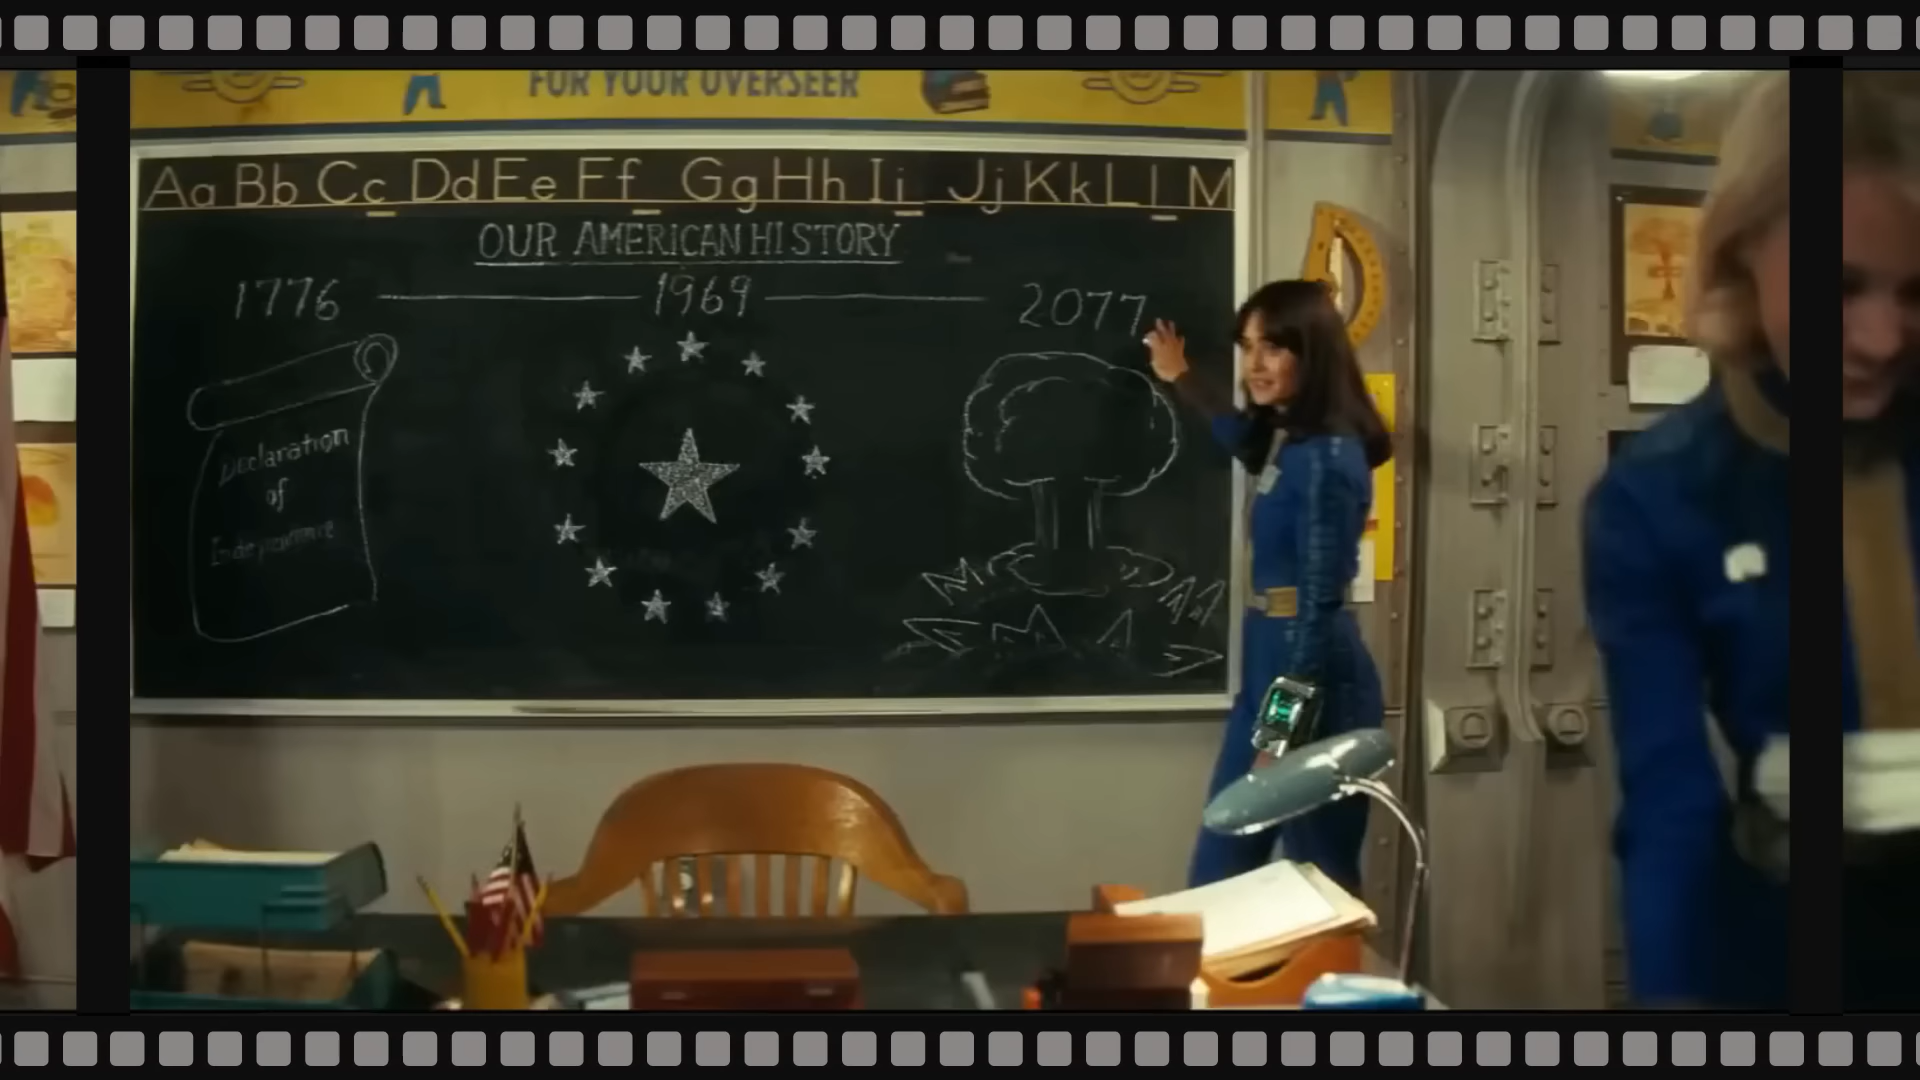 FOR YOUR OVERSEER
Aa Bb Cc Dd Ee Ff Gg Hh Ii Jj Kk Ll M
OUR AMERICAN HISTORY
1776 1969 2077
Declaration
of
Independence